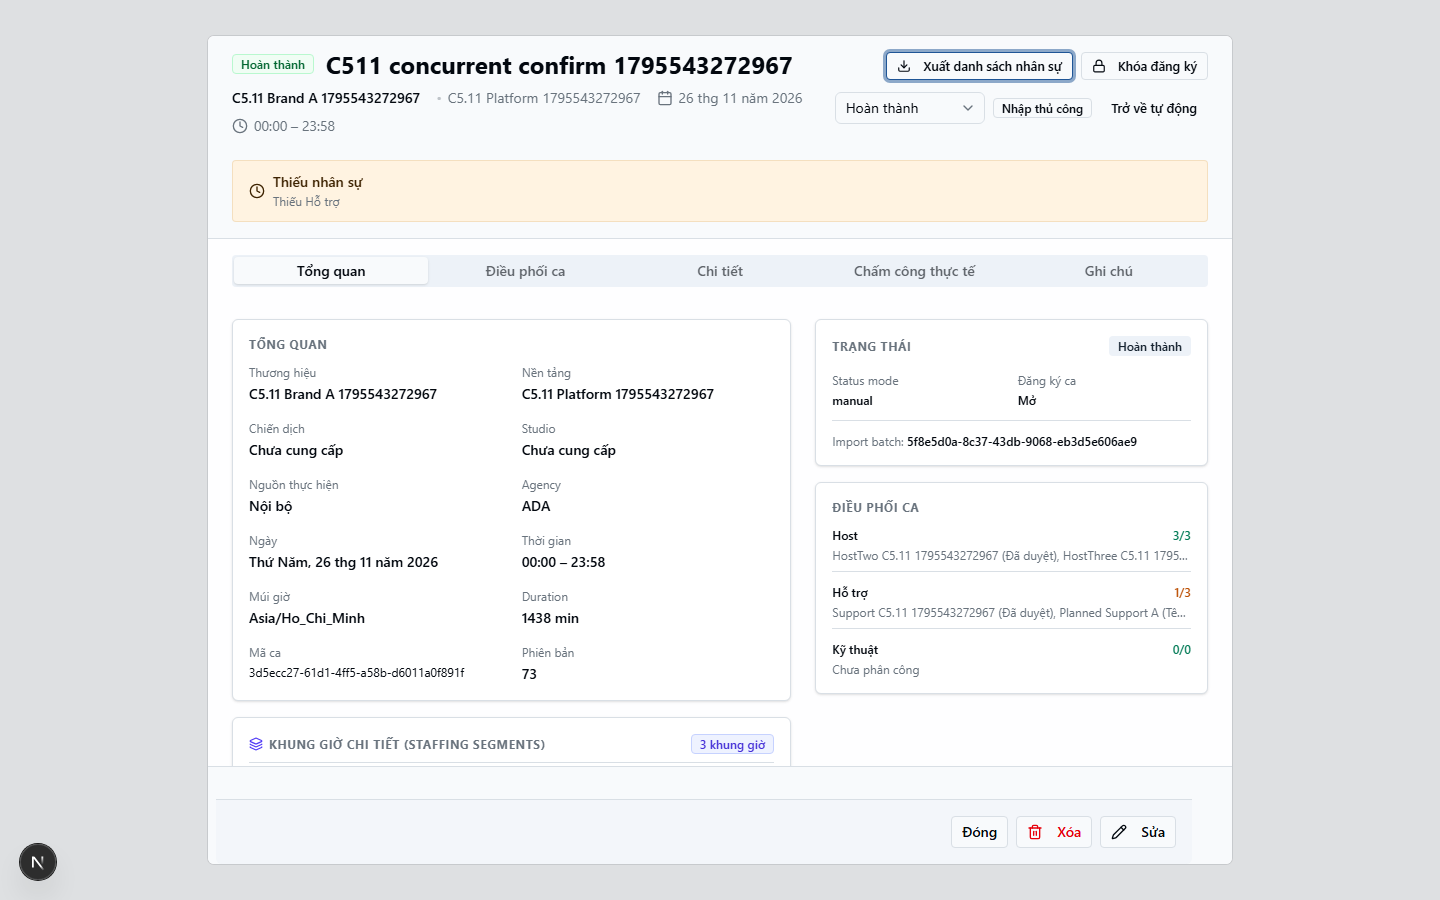 Hoàn thành
C511 concurrent confirm 1795543272967
Xuất danh sách nhân sự
Khóa đăng ký
C5.11 Brand A 1795543272967
• C5.11 Platform 1795543272967
26 thg 11 năm 2026
Hoàn thành
Nhập thủ công
Trở về tự động
00:00 – 23:58
Thiếu nhân sự
Thiếu Hỗ trợ
Tổng quan
Điều phối ca
Chi tiết
Chấm công thực tế
Ghi chú
TỔNG QUAN
Thương hiệu
C5.11 Brand A 1795543272967
Nền tảng
C5.11 Platform 1795543272967
Chiến dịch
Chưa cung cấp
Studio
Chưa cung cấp
Nguồn thực hiện
Nội bộ
Agency
ADA
Ngày
Thứ Năm, 26 thg 11 năm 2026
Thời gian
00:00 – 23:58
Múi giờ
Asia/Ho_Chi_Minh
Duration
1438 min
Mã ca
3d5ecc27-61d1-4ff5-a58b-d6011a0f891f
Phiên bản
73
KHUNG GIỜ CHI TIẾT (STAFFING SEGMENTS)
3 khung giờ
TRẠNG THÁI
Hoàn thành
Status mode
manual
Đăng ký ca
Mở
Import batch: 5f8e5d0a-8c37-43db-9068-eb3d5e606ae9
ĐIỀU PHỐI CA
Host
3/3
HostTwo C5.11 1795543272967 (Đã duyệt), HostThree C5.11 1795...
Hỗ trợ
1/3
Support C5.11 1795543272967 (Đã duyệt), Planned Support A (Tê...
Kỹ thuật
0/0
Chưa phân công
Đóng
Xóa
Sửa
N